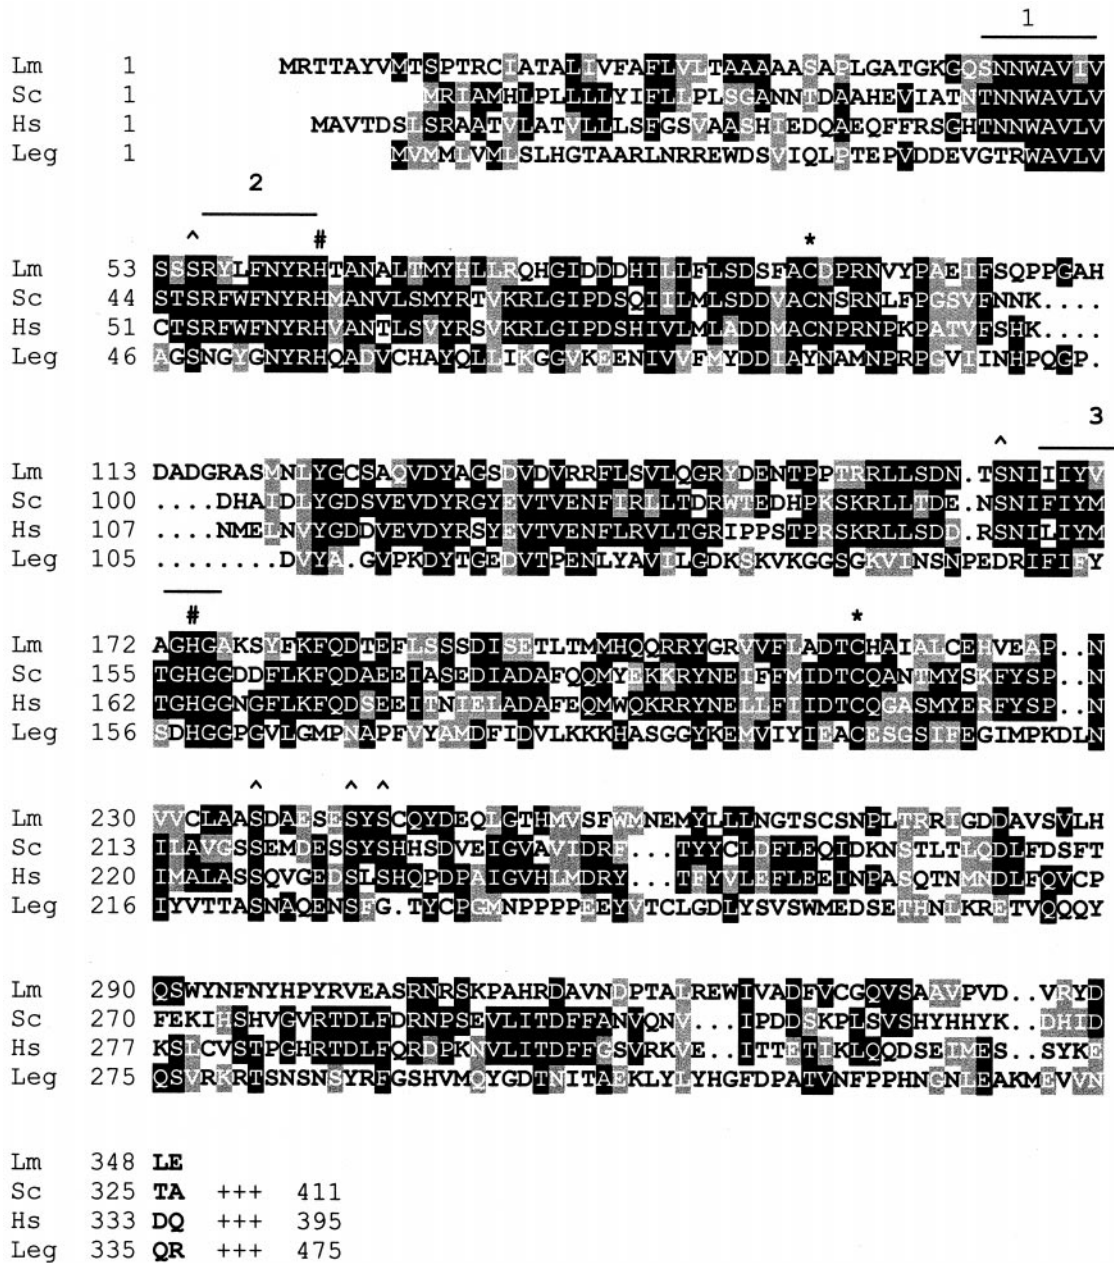 1
Lm 1 MRTTAYVMTSPTRCIATALIVFAFLVLTAAAAASAPLGATGKGQSNNWAVIV
Sc 1 MRIAMHLPLLLLYIFLLPLSGANNTDAAHEVIATNTNNWAVLV
Hs 1 MAVTDSLSRAATVLATVLLLSFGSVAASHIEDQAEQFFRSGHTNNWAVLV
Leg 1 MVMMLVMLSLHGTAARLNRREWDSVIQLPTEPVDDEVGTRWAVLV
2
^ # *
Lm 53 SSSRYLFNYRHTANALTMYHLLRQHGIDDDHILLFLSDSFACDPRNVYPAEIFSQPPGAH
Sc 44 STSRFWFNYRHMANVLSMYRTVKRLGIPDSQIILMLSDDVACNSRNLFPGSVFNNK....
Hs 51 CTSRFWFNYRHVANTLSVYRSVKRLGIPDSHIVLMLADDMACNPRNPKPATVFSHK....
Leg 46 AGSNGYGNYRHQADVCHAYQLLIKGGVKEENIVVFMYDDIAYNAMNPRPGVIINHPQGP.
^ 3
Lm 113 DADGRASMNLYGCSAQVDYAGSDVDVRRFLSVLQGRYDENTPPTRRLLSDN.TSNIIIYV
Sc 100 ....DHAIDLYGDSVEVDYRGYEVTVENFIRLLTDRWTEDHPKSKRLLTDE.NSNIFIYM
Hs 107 ....NMELNVYGDDVEVDYRSYEVTVENFLRVLTGRIPPSTPRSKRLLSDD.RSNILIYM
Leg 105 ........DVYA.GVPKDYTGEDVTPENLYAVILGDKSKVKGGSGKVINSNPEDRIFIFY
# *
Lm 172 AGHGAKSYFKFQDTEFLSSSDISETLTMMHQQRRYGRVVFLADTCHAIALCEHVEAP..N
Sc 155 TGHGGDDFLKFQDAEEIASEDIADAFQQMYEKKRYNEIFFMIDTCQANTMYSKFYSP..N
Hs 162 TGHGGNGFLKFQDSEEITNIELADAFEQMWQKRRYNELLFIIDTCQGASMYERFYSP..N
Leg 156 SDHGGPGVLGMPNAPFVYAMDFIDVLKKKHASGGYKEMVIYIEACESGSIFEGIMPKDLN
^ ^ ^
Lm 230 VVCLAASDAESESYSCQYDEQLGTHMVSFWMNEMYLLLNGTSCSNPLTRRIGDDAVSVLH
Sc 213 ILAVGSSEMDESSYSHHSDVEIGVAVIDRF...TYYCLDFLEQIDKNSTLTLQDLFDSFT
Hs 220 IMALASSQVGEDSLSHQPDPAIGVHLMDRY...TFYVLEFLEEINPASQTNMNDLFQVCP
Leg 216 IYVTTASNAQENSFG.TYCPGMNPPPPEEYVTCLGDLYSVSWMEDSETHNLKRETVQQQY
Lm 290 QSWYNFNYHPYRVEASRNRSKPAHRDAVNDPTALREWIVADFVCGQVSAAVPVD..VRYD
Sc 270 FEKIHSHVGVRTDLFDRNPSEVLITDFFANVQNV...IPDDSKPLSVSHYHHYK..DHID
Hs 277 KSLCVSTPGHRTDLFQRDPKNVLITDFFGSVRKVE..ITTETIKLQQDSEIMES..SYKE
Leg 275 QSVRKRTSNSNSYRFGSHVMQYGDTNITAEKLYLYHGFDPATVNFPPHNGNLEAKMEVVN
Lm 348 LE
Sc 325 TA +++ 411
Hs 333 DQ +++ 395
Leg 335 QR +++ 475